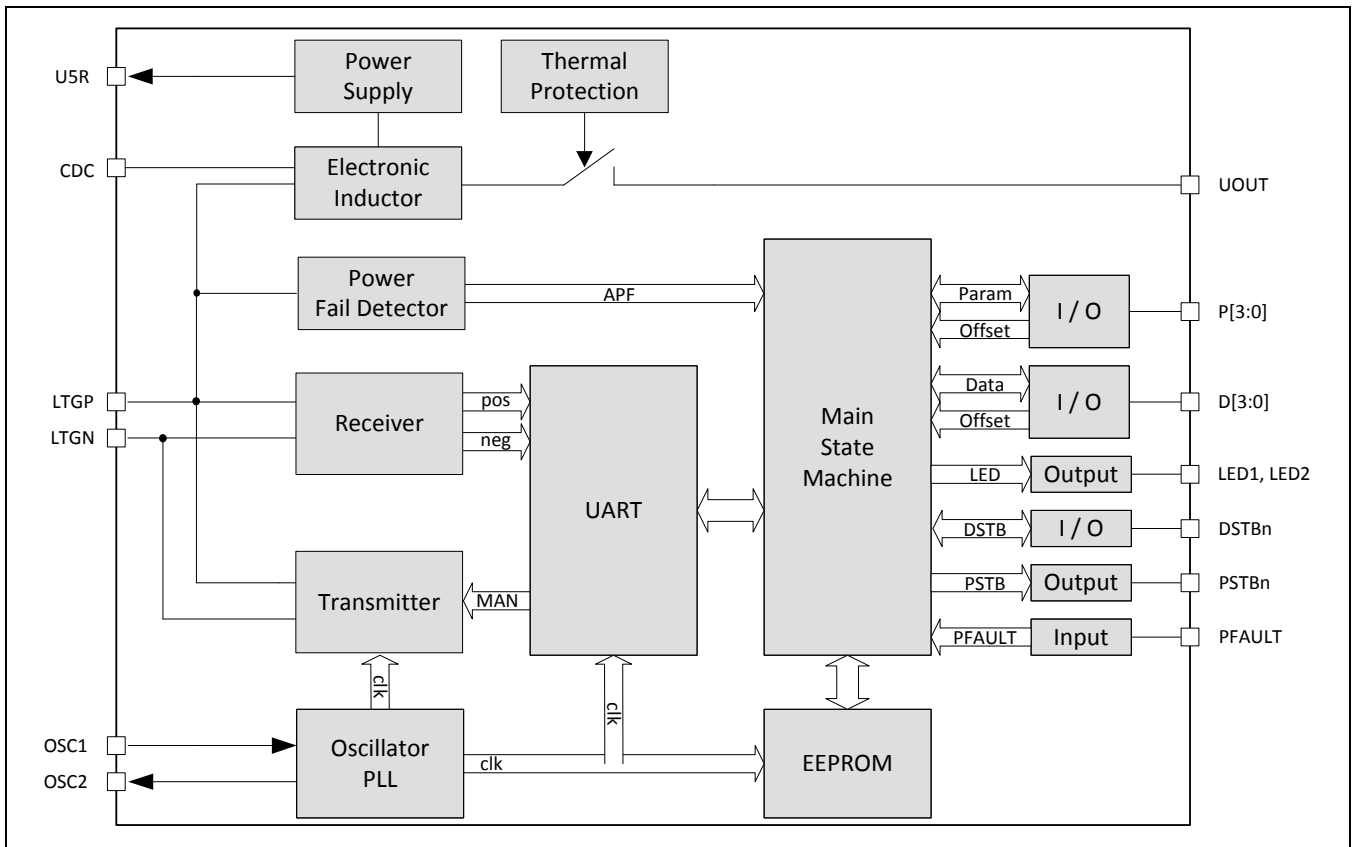 U5R
Power
Supply
Thermal
Protection
CDC
Electronic
Inductor
UOUT
Power
Fail Detector
APF
Param
Offset
I / O
P[3:0]
LTGP
LTGN
Receiver
pos
neg
UART
Main
State
Machine
Data
Offset
I / O
D[3:0]
LED
Output
LED1, LED2
DSTB
I / O
DSTBn
Transmitter
MAN
PSTB
Output
PSTBn
PFAULT
Input
PFAULT
clk
clk
OSC1
OSC2
Oscillator
PLL
clk
EEPROM